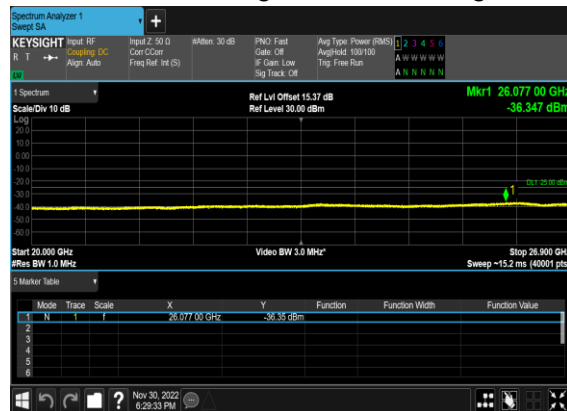 Spectrum Analyzer 1
Swept SA
+
KEYSIGHT Input: RF Input Z: 50 Ω #Atten: 30 dB PNO: Fast Avg Type: Power (RMS) 1 2 3 4 5 6
R T Coupling: DC Corr CCorr Gate: Off Avg|Hold: 100/100 A W W W W W
Align: Auto Freq Ref: Int (S) IF Gain: Low Trig: Free Run
Sig Track: Off A N N N N N
1 Spectrum Ref Lvl Offset 15.37 dB Mkr1 26.077 00 GHz
Scale/Div 10 dB Ref Level 30.00 dBm -36.347 dBm
Log
20.0
10.0
0.00
-10.0
-20.0
1 DL1 -25.00 dBm
-30.0
-40.0
-50.0
-60.0
Start 20.000 GHz Video BW 3.0 MHz* Stop 26.900 GHz
#Res BW 1.0 MHz Sweep ~15.2 ms (40001 pts
5 Marker Table
Mode Trace Scale X Y Function Function Width Function Value
1 N 1 f 26.077 00 GHz -36.35 dBm
2
3
4
5
6
? Nov 30, 2022
6:29:33 PM